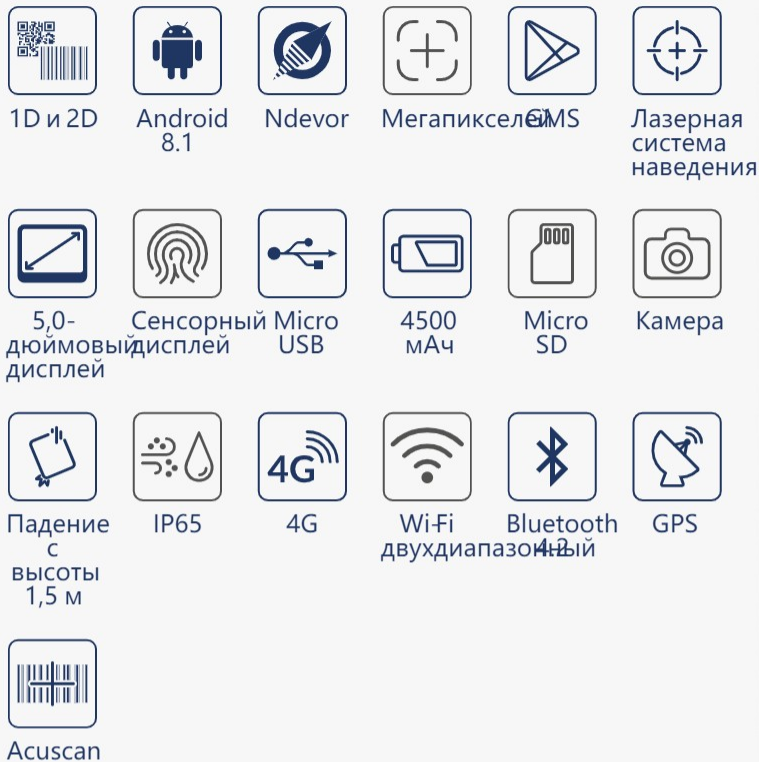 1D и 2D
Android
8.1
Ndevor
Мегапикселей
GMS
Лазерная
система
наведения
5,0-
дюймовый
дисплей
Сенсорный
дисплей
Micro
USB
4500
мАч
Micro
SD
Камера
Падение
с
высоты
1,5 м
IP65
4G
4G
Wi-Fi
двухдиапазонный
Bluetooth
4.2
GPS
Acuscan